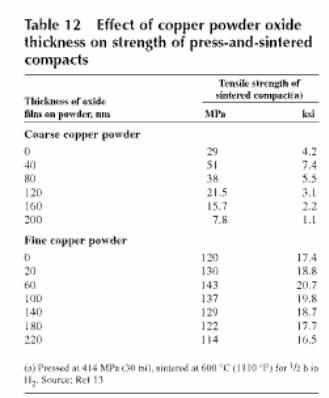 Table 12 Effect of copper powder oxide
thickness on strength of press-and-sintered
compacts
Tensile strength of
Thickness of oxide sintered compact(a)
film on powder, nm MPa ksi
Coarse copper powder
0 29 4.2
40 51 7.4
80 38 5.5
120 21.5 3.1
160 15.7 2.2
200 7.8 1.1
Fine copper powder
0 120 17.4
20 130 18.8
60 143 20.7
100 137 19.8
140 129 18.7
180 122 17.7
220 114 16.5
(a) Pressed at 414 MPa (30 tsi), sintered at 600 °C (1110 °F) for 1/2 h in
H₂. Source: Ref 13